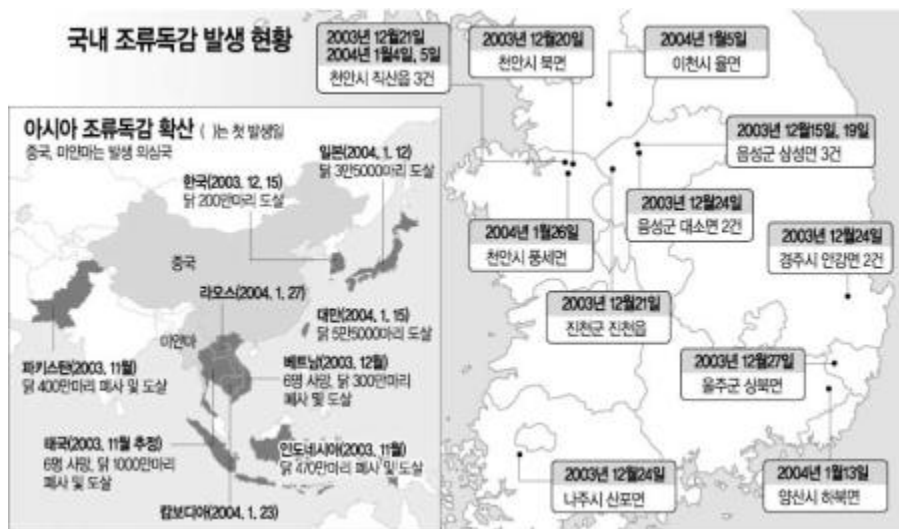 국내 조류독감 발생 현황
2003년 12월21일
2004년 1월4일, 5일
천안시 직산읍 3건
2003년 12월20일
천안시 북면
2004년 1월5일
이천시 율면
2003년 12월15일, 19일
음성군 삼성면 3건
2003년 12월24일
음성군 대소면 2건
2004년 1월26일
천안시 풍세면
2003년 12월24일
경주시 안강면 2건
2003년 12월21일
진천군 진천읍
2003년 12월27일
울주군 상북면
2003년 12월24일
나주시 산포면
2004년 1월13일
양산시 하북면
아시아 조류독감 확산 ( )는 첫 발생일
중국, 미얀마는 발생 의심국
일본(2004. 1. 12)
닭 3만5000마리 도살
한국(2003. 12. 15)
닭 200만마리 도살
중국
라오스(2004. 1. 27)
대만(2004. 1. 15)
닭 5만5000마리 도살
미얀마
파키스탄(2003. 11월)
닭 400만마리 폐사 및 도살
베트남(2003. 12월)
6명 사망, 닭 300만마리
폐사 및 도살
태국(2003. 11월 추정)
6명 사망, 닭 1000만마리
폐사 및 도살
인도네시아(2003. 11월)
닭 470만마리 폐사 및 도살
캄보디아(2004. 1. 23)